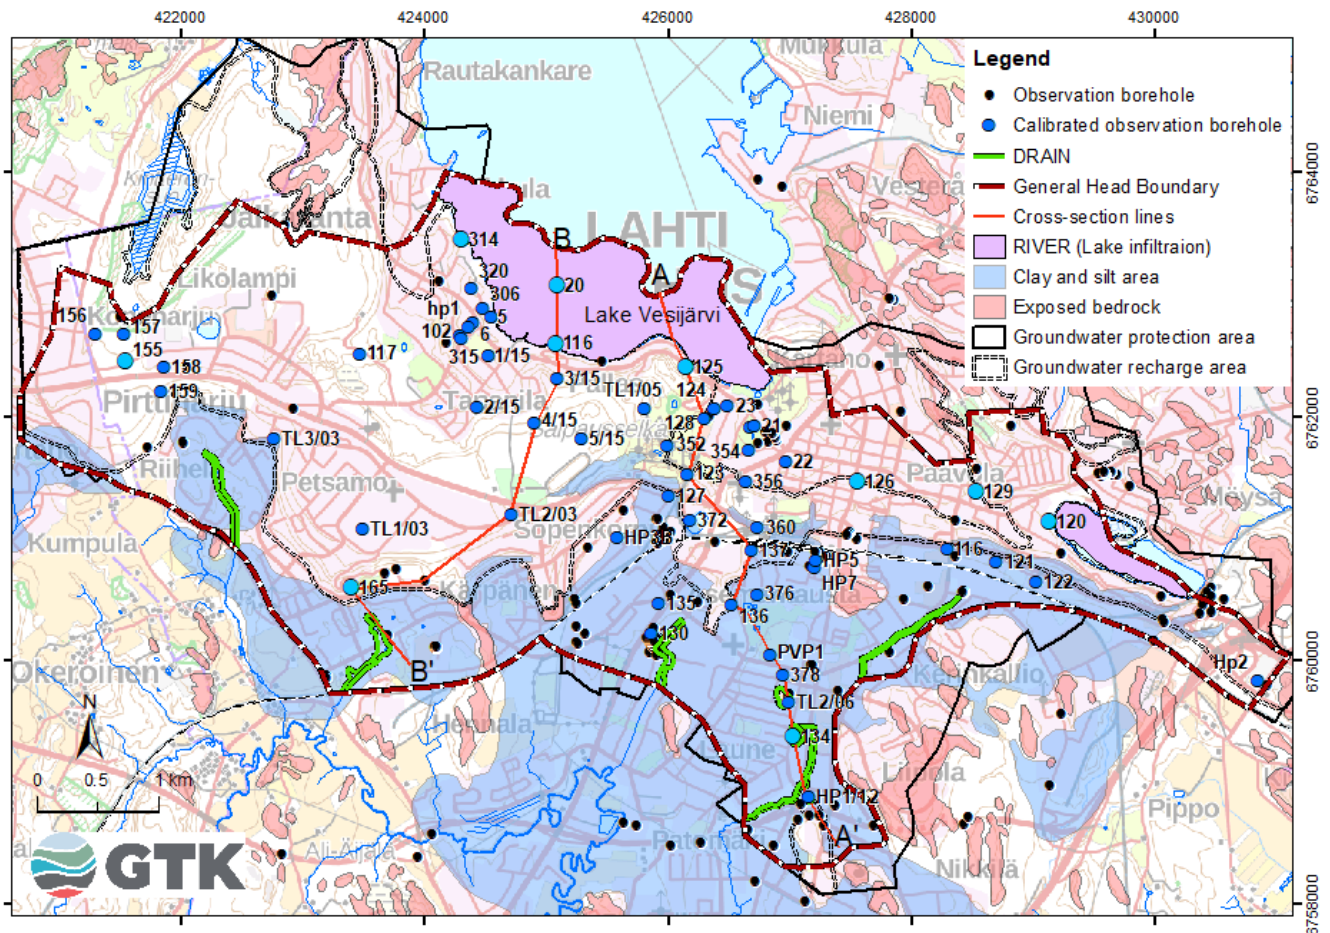 422000
424000
426000
428000
430000
Mukkula
Legend
Observation borehole
Calibrated observation borehole
DRAIN
General Head Boundary
Cross-section lines
RIVER (Lake infiltraion)
Clay and silt area
Exposed bedrock
Groundwater protection area
Groundwater recharge area
Rautakankare
Niemi
6764000
6762000
6760000
6758000
LAHTI
B
A
314
320
306
hp1
5
6
102
315
1/15
20
Lake Vesijärvi
116
125
Likolampi
156
157
155
158
159
117
3/15
TL1/05
124
23
2/15
4/15
5/15
128
21
352
354
22
TL3/03
Riihelä
Petsamo
123
356
126
Paavola
129
127
TL1/03
TL2/03
372
360
120
Möysä
Kumpula
137
HP5
HP7
116
121
122
165
135
376
136
130
PVP1
378
Okeroinen
B'
Hennala
TL2/06
Hp2
N
134
0
0.5
1 km
HP1/12
Pippo
A'
Nikkilä
GTK